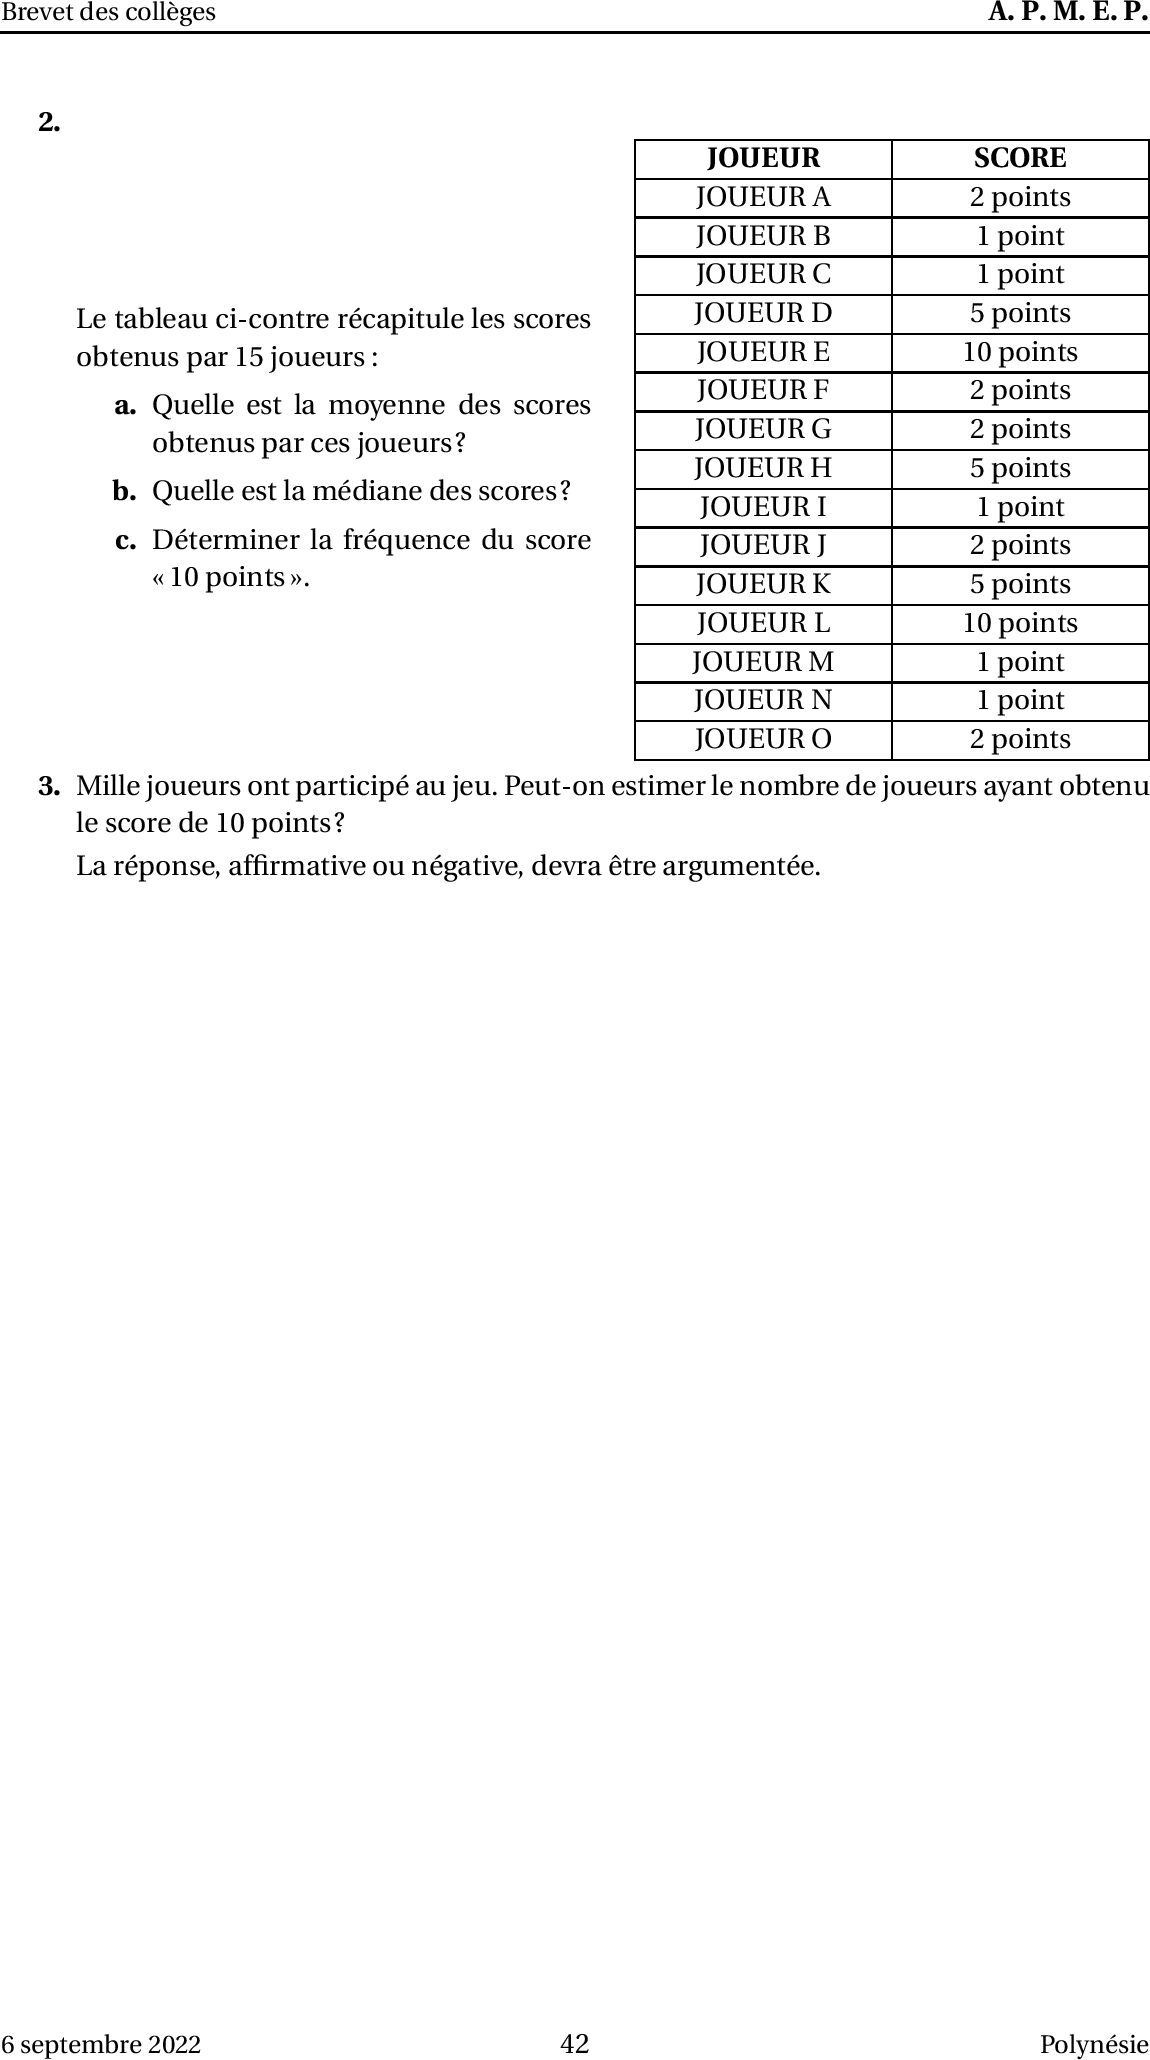 Brevet des collèges A. P. M. E. P.
2.
Le tableau ci-contre récapitule les scores
obtenus par 15 joueurs :
a. Quelle est la moyenne des scores
obtenus par ces joueurs ?
b. Quelle est la médiane des scores ?
c. Déterminer la fréquence du score
« 10 points ».
JOUEUR SCORE
JOUEUR A 2 points
JOUEUR B 1 point
JOUEUR C 1 point
JOUEUR D 5 points
JOUEUR E 10 points
JOUEUR F 2 points
JOUEUR G 2 points
JOUEUR H 5 points
JOUEUR I 1 point
JOUEUR J 2 points
JOUEUR K 5 points
JOUEUR L 10 points
JOUEUR M 1 point
JOUEUR N 1 point
JOUEUR O 2 points
3. Mille joueurs ont participé au jeu. Peut-on estimer le nombre de joueurs ayant obtenu
le score de 10 points ?
La réponse, affirmative ou négative, devra être argumentée.
6 septembre 2022 42 Polynésie